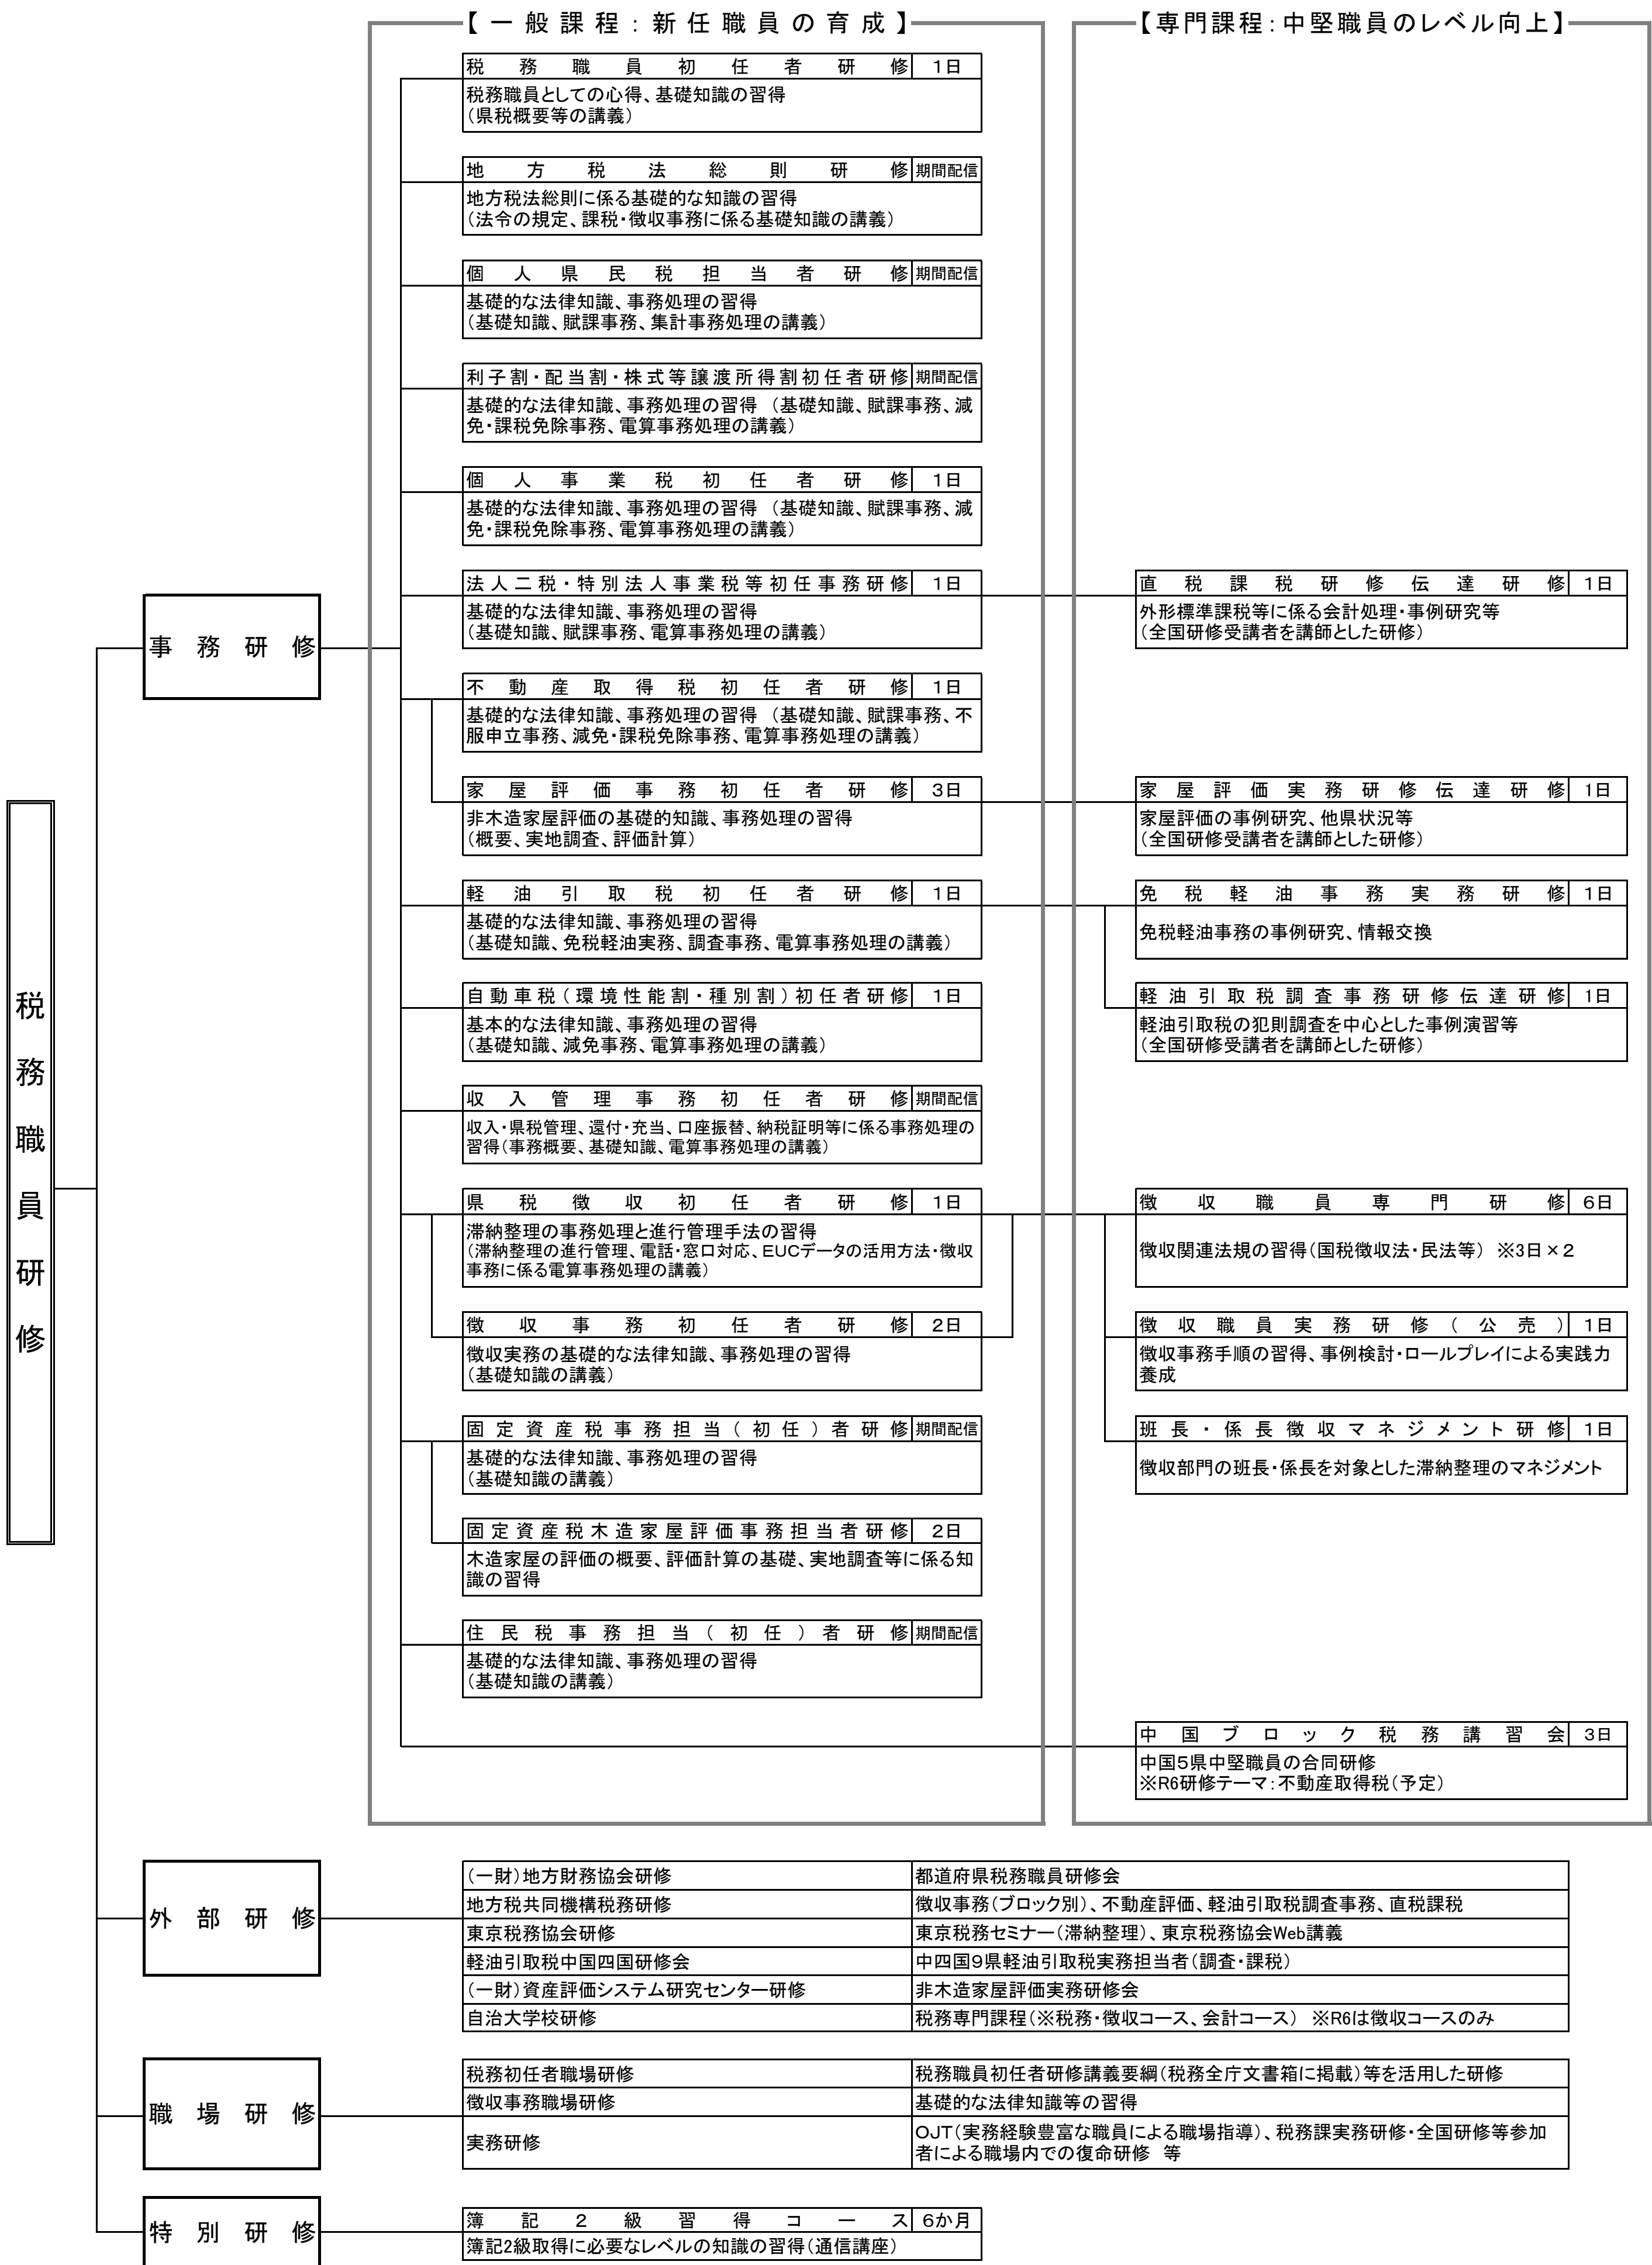 【一般課程：新任職員の育成】
【専門課程：中堅職員のレベル向上】
税務職員研修
事務研修
税務職員初任者研修 1日
税務職員としての心得、基礎知識の習得
（県税概要等の講義）
地方税法総則研修 期間配信
地方税法総則に係る基礎的な知識の習得
（法令の規定、課税・徴収事務に係る基礎知識の講義）
個人県民税担当者研修 期間配信
基礎的な法律知識、事務処理の習得
（基礎知識、賦課事務、集計事務処理の講義）
利子割・配当割・株式等譲渡所得割初任者研修 期間配信
基礎的な法律知識、事務処理の習得 （基礎知識、賦課事務、減
免・課税免除事務、電算事務処理の講義）
個人事業税初任者研修 1日
基礎的な法律知識、事務処理の習得 （基礎知識、賦課事務、減
免・課税免除事務、電算事務処理の講義）
法人二税・特別法人事業税等初任事務研修 1日
基礎的な法律知識、事務処理の習得
（基礎知識、賦課事務、電算事務処理の講義）
直税課税研修伝達研修 1日
外形標準課税等に係る会計処理・事例研究等
（全国研修受講者を講師とした研修）
不動産取得税初任者研修 1日
基礎的な法律知識、事務処理の習得 （基礎知識、賦課事務、不
服申立事務、減免・課税免除事務、電算事務処理の講義）
家屋評価事務初任者研修 3日
非木造家屋評価の基礎的知識、事務処理の習得
（概要、実地調査、評価計算）
家屋評価実務研修伝達研修 1日
家屋評価の事例研究、他県状況等
（全国研修受講者を講師とした研修）
軽油引取税初任者研修 1日
基礎的な法律知識、事務処理の習得
（基礎知識、免税軽油実務、調査事務、電算事務処理の講義）
免税軽油事務実務研修 1日
免税軽油事務の事例研究、情報交換
自動車税（環境性能割・種別割）初任者研修 1日
基本的な法律知識、事務処理の習得
（基礎知識、減免事務、電算事務処理の講義）
軽油引取税調査事務研修伝達研修 1日
軽油引取税の犯則調査を中心とした事例演習等
（全国研修受講者を講師とした研修）
収入管理事務初任者研修 期間配信
収入・県税管理、還付・充当、口座振替、納税証明等に係る事務処理の
習得（事務概要、基礎知識、電算事務処理の講義）
県税徴収初任者研修 1日
滞納整理の事務処理と進行管理手法の習得
（滞納整理の進行管理、電話・窓口対応、EUCデータの活用方法・徴収
事務に係る電算事務処理の講義）
徴収職員専門研修 6日
徴収関連法規の習得（国税徴収法・民法等） ※3日×2
徴収事務初任者研修 2日
徴収実務の基礎的な法律知識、事務処理の習得
（基礎知識の講義）
徴収職員実務研修（公売） 1日
徴収事務手順の習得、事例検討・ロールプレイによる実践力
養成
固定資産税事務担当（初任）者研修 期間配信
基礎的な法律知識、事務処理の習得
（基礎知識の講義）
班長・係長徴収マネジメント研修 1日
徴収部門の班長・係長を対象とした滞納整理のマネジメント
固定資産税木造家屋評価事務担当者研修 2日
木造家屋の評価の概要、評価計算の基礎、実地調査等に係る知
識の習得
住民税事務担当（初任）者研修 期間配信
基礎的な法律知識、事務処理の習得
（基礎知識の講義）
中国ブロック税務講習会 3日
中国5県中堅職員の合同研修
※R6研修テーマ：不動産取得税（予定）
外部研修
（一財）地方財務協会研修 都道府県税務職員研修会
地方税共同機構税務研修 徴収事務（ブロック別）、不動産評価、軽油引取税調査事務、直税課税
東京税務協会研修 東京税務セミナー（滞納整理）、東京税務協会Web講義
軽油引取税中国四国研修会 中四国9県軽油引取税実務担当者（調査・課税）
（一財）資産評価システム研究センター研修 非木造家屋評価実務研修会
自治大学校研修 税務専門課程（※税務・徴収コース、会計コース） ※R6は徴収コースのみ
職場研修
税務初任者職場研修 税務職員初任者研修講義要綱（税務全庁文書箱に掲載）等を活用した研修
徴収事務職場研修 基礎的な法律知識等の習得
実務研修 OJT（実務経験豊富な職員による職場指導）、税務課実務研修・全国研修等参加
者による職場内での復命研修 等
特別研修
簿記2級習得コース 6か月
簿記2級取得に必要なレベルの知識の習得（通信講座）